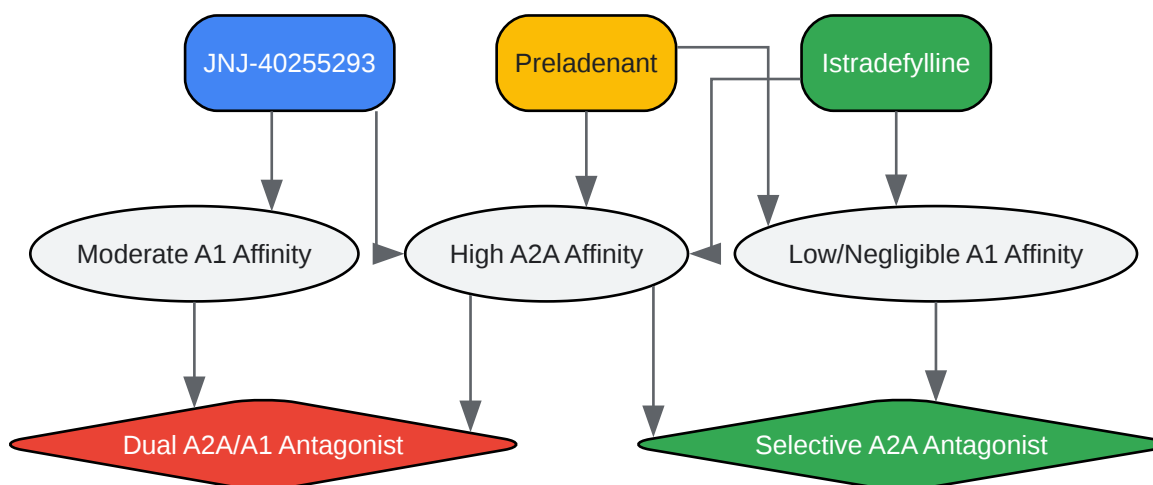 JNJ-40255293
Preladenant
Istradefylline
Moderate A1 Affinity
High A2A Affinity
Low/Negligible A1 Affinity
Dual A2A/A1 Antagonist
Selective A2A Antagonist